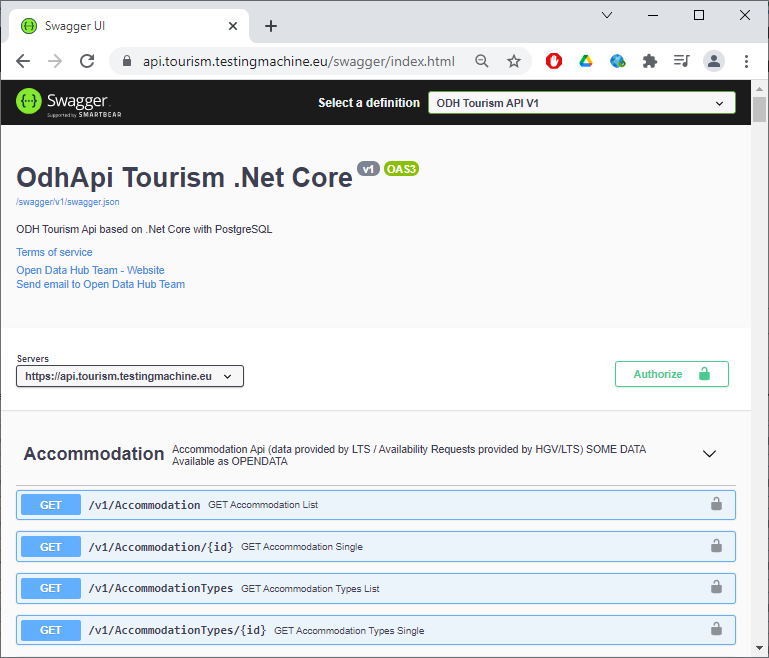 Swagger UI
api.tourism.testingmachine.eu/swagger/index.html
Swagger
Supported by SMARTBEAR
Select a definition
ODH Tourism API V1
OdhApi Tourism .Net Core v1 OAS3
/swagger/v1/swagger.json
ODH Tourism Api based on .Net Core with PostgreSQL
Terms of service
Open Data Hub Team - Website
Send email to Open Data Hub Team
Servers
https://api.tourism.testingmachine.eu
Authorize
Accommodation Accommodation Api (data provided by LTS / Availability Requests provided by HGV/LTS) SOME DATA
Available as OPENDATA
GET /v1/Accommodation GET Accommodation List
GET /v1/Accommodation/{id} GET Accommodation Single
GET /v1/AccommodationTypes GET Accommodation Types List
GET /v1/AccommodationTypes/{id} GET Accommodation Types Single